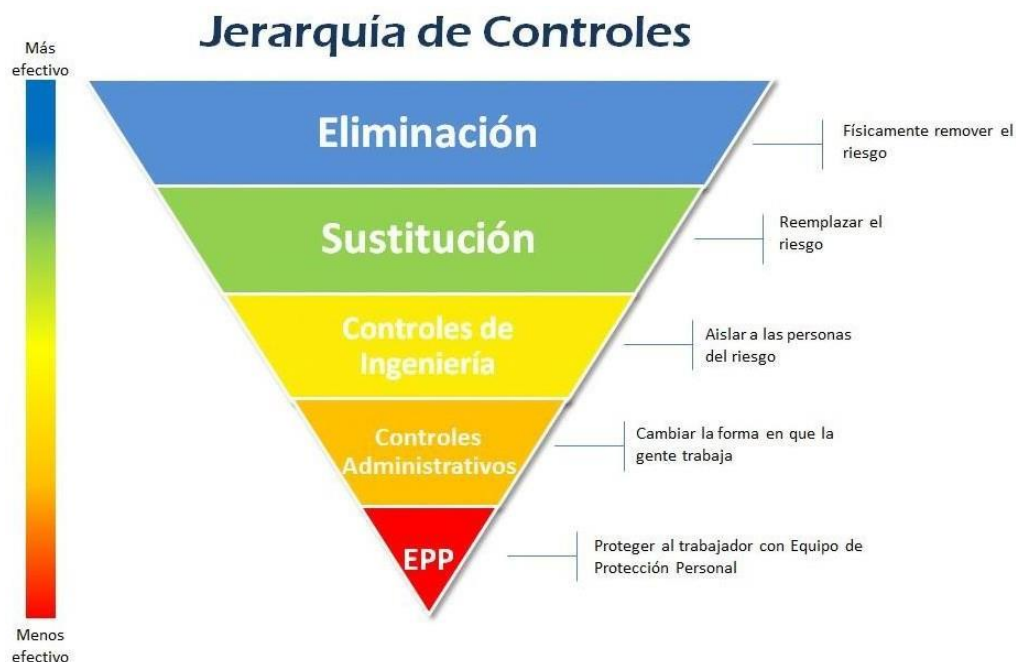 Jerarquía de Controles
Más
efectivo
Eliminación
Físicamente remover el
riesgo
Sustitución
Reemplazar el
riesgo
Controles de
Ingeniería
Aislar a las personas
del riesgo
Controles
Administrativos
Cambiar la forma en que la
gente trabaja
EPP
Proteger al trabajador con Equipo de
Protección Personal
Menos
efectivo